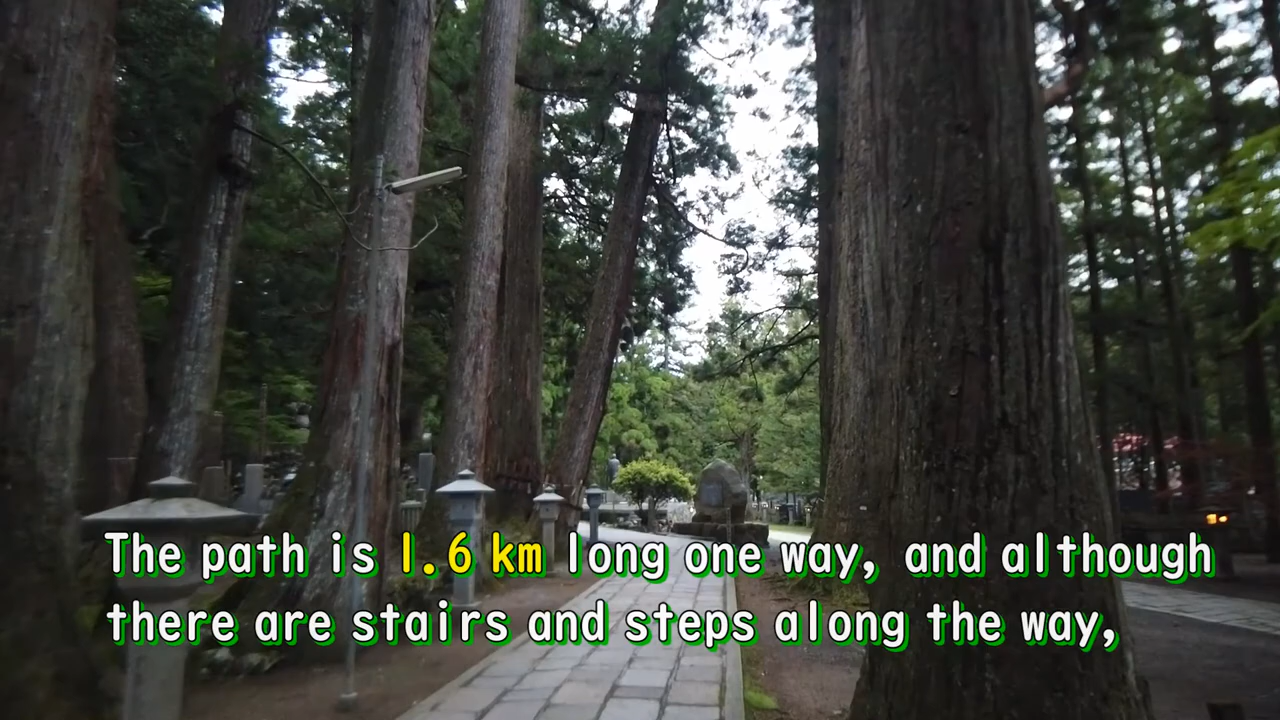 The path is 1.6 km long one way, and although
there are stairs and steps along the way,